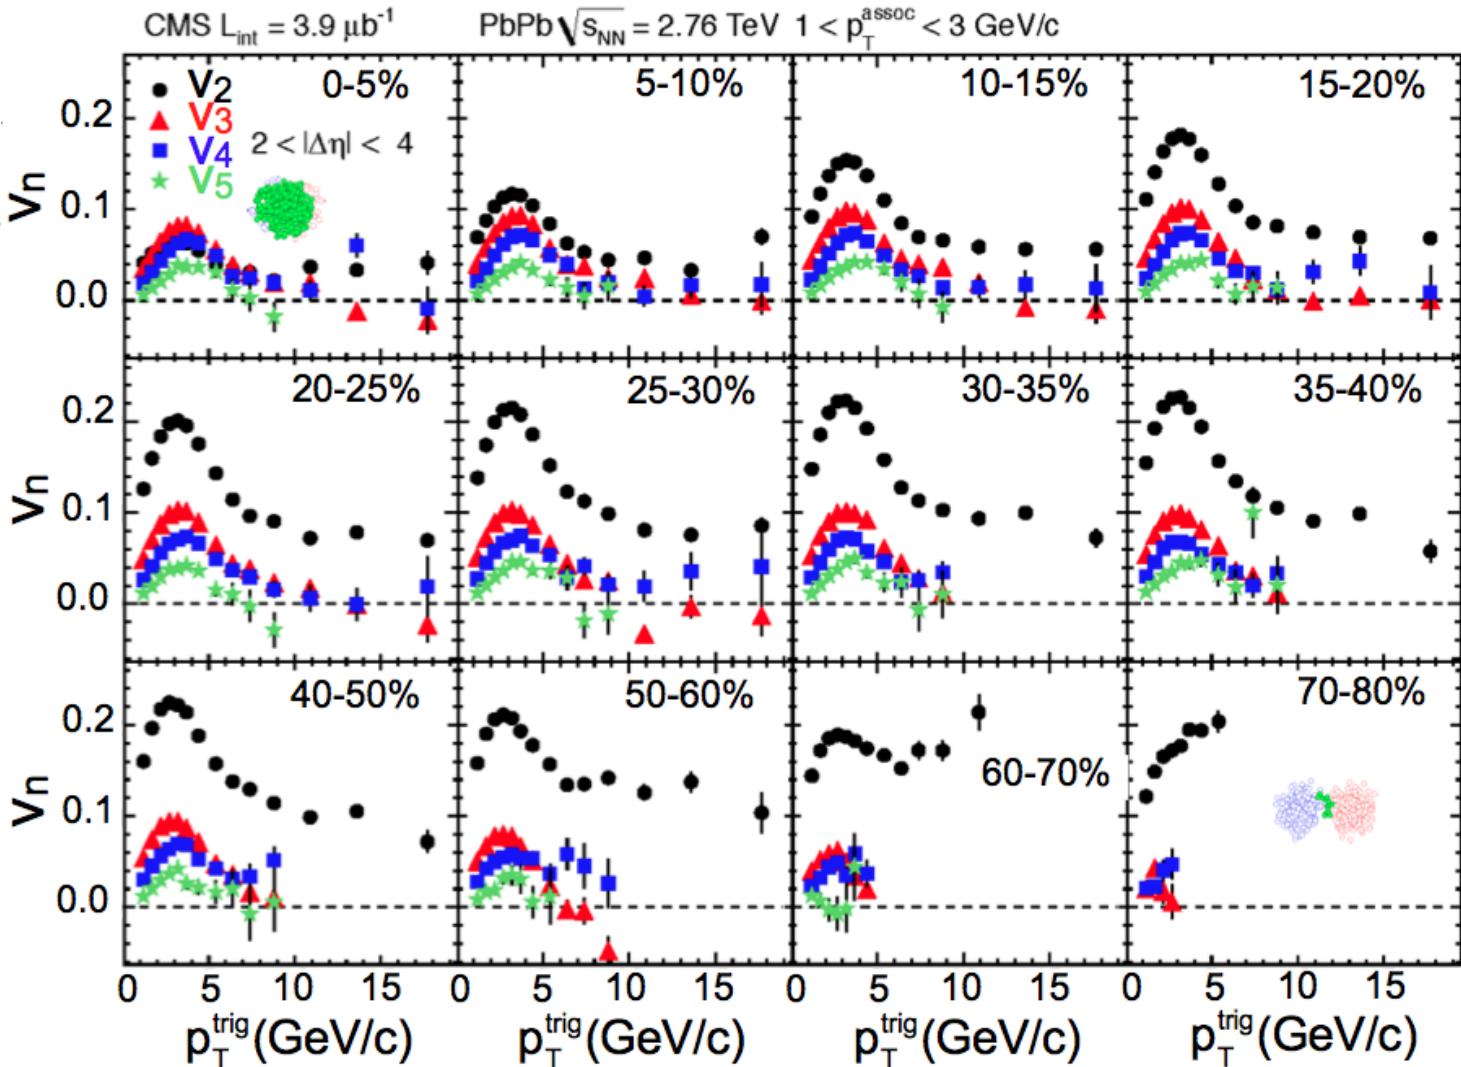 CMS L_int = 3.9 μb⁻¹ PbPb √s_NN = 2.76 TeV 1 < p_T^assoc < 3 GeV/c
v2
v3
v4
v5
2 < |Δη| < 4
0-5%
5-10%
10-15%
15-20%
vn
0.2
0.1
0.0
20-25%
25-30%
30-35%
35-40%
vn
0.2
0.1
0.0
40-50%
50-60%
60-70%
70-80%
vn
0.2
0.1
0.0
0 5 10 15 0 5 10 15 0 5 10 15 0 5 10 15
p_T^trig (GeV/c) p_T^trig (GeV/c) p_T^trig (GeV/c) p_T^trig (GeV/c)